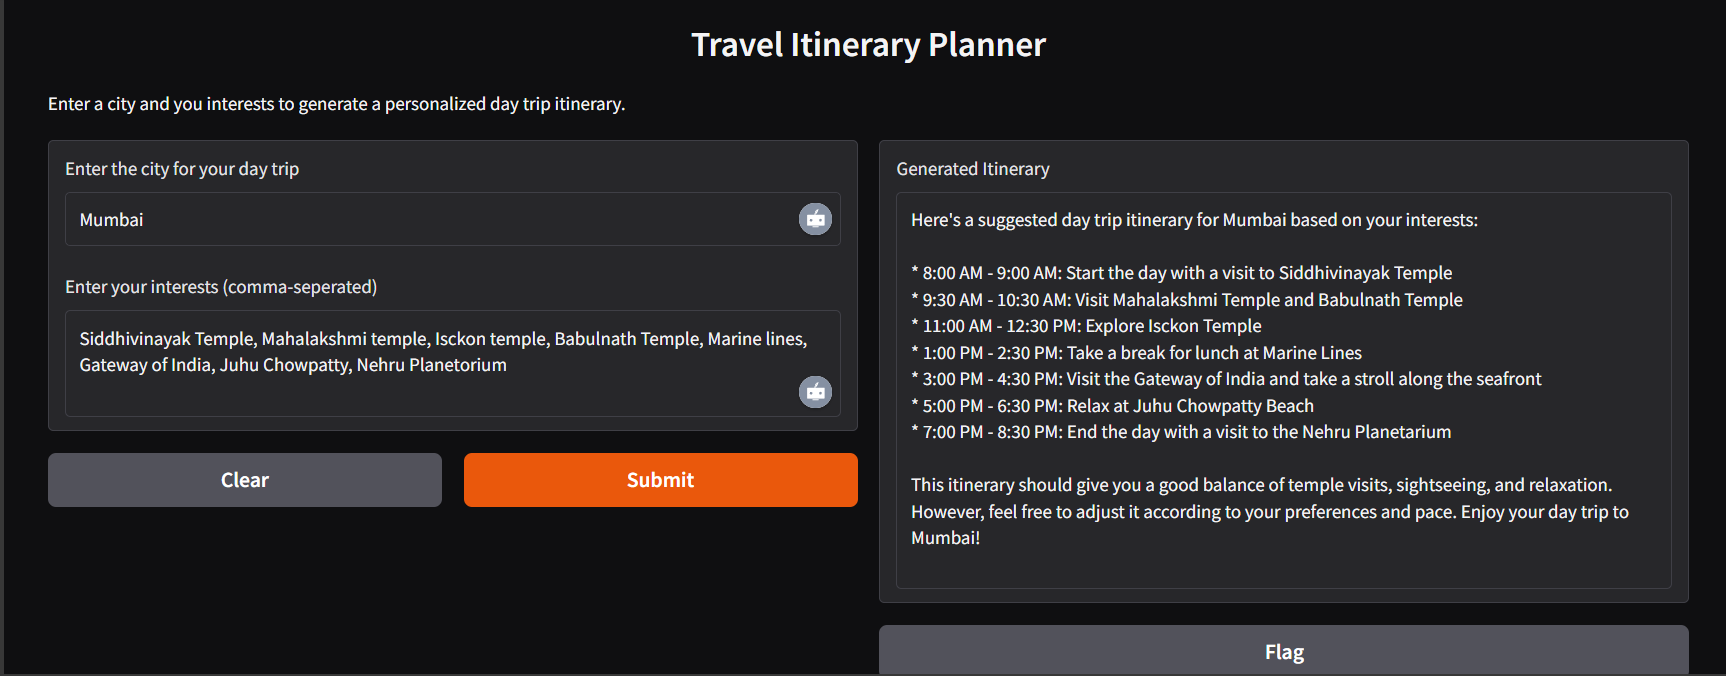 Travel Itinerary Planner
Enter a city and you interests to generate a personalized day trip itinerary.
Enter the city for your day trip
Mumbai
Enter your interests (comma-seperated)
Siddhivinayak Temple, Mahalakshmi temple, Isckon temple, Babulnath Temple, Marine lines,
Gateway of India, Juhu Chowpatty, Nehru Planetorium
Clear
Submit
Generated Itinerary
Here's a suggested day trip itinerary for Mumbai based on your interests:
* 8:00 AM - 9:00 AM: Start the day with a visit to Siddhivinayak Temple
* 9:30 AM - 10:30 AM: Visit Mahalakshmi Temple and Babulnath Temple
* 11:00 AM - 12:30 PM: Explore Isckon Temple
* 1:00 PM - 2:30 PM: Take a break for lunch at Marine Lines
* 3:00 PM - 4:30 PM: Visit the Gateway of India and take a stroll along the seafront
* 5:00 PM - 6:30 PM: Relax at Juhu Chowpatty Beach
* 7:00 PM - 8:30 PM: End the day with a visit to the Nehru Planetarium
This itinerary should give you a good balance of temple visits, sightseeing, and relaxation.
However, feel free to adjust it according to your preferences and pace. Enjoy your day trip to
Mumbai!
Flag